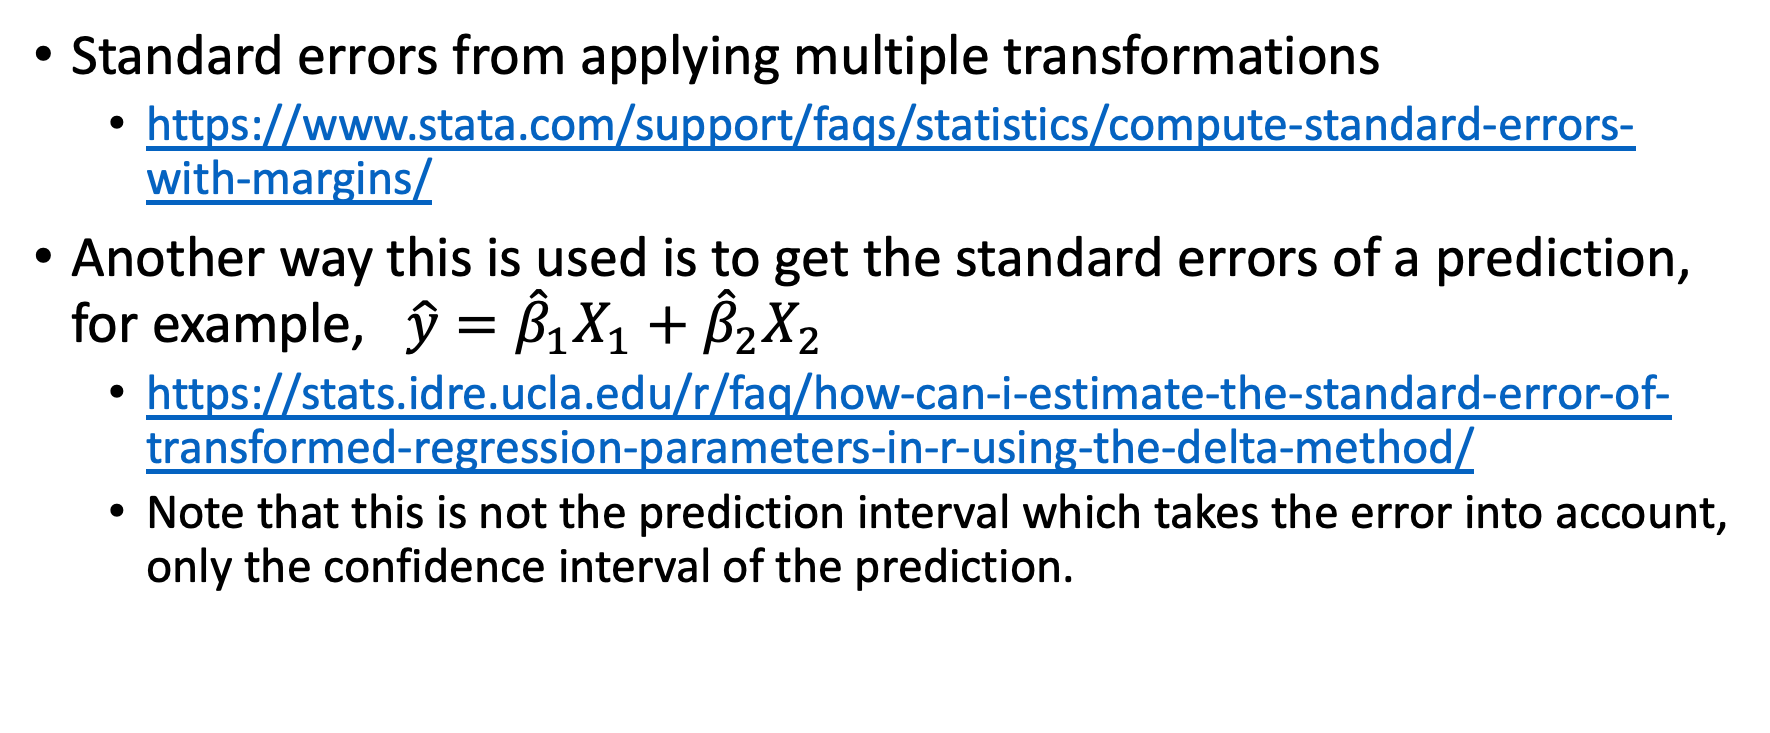 • Standard errors from applying multiple transformations
• https://www.stata.com/support/faqs/statistics/compute-standard-errors-
with-margins/
• Another way this is used is to get the standard errors of a prediction,
for example, ŷ = β̂₁X₁ + β̂₂X₂
• https://stats.idre.ucla.edu/r/faq/how-can-i-estimate-the-standard-error-of-
transformed-regression-parameters-in-r-using-the-delta-method/
• Note that this is not the prediction interval which takes the error into account,
only the confidence interval of the prediction.